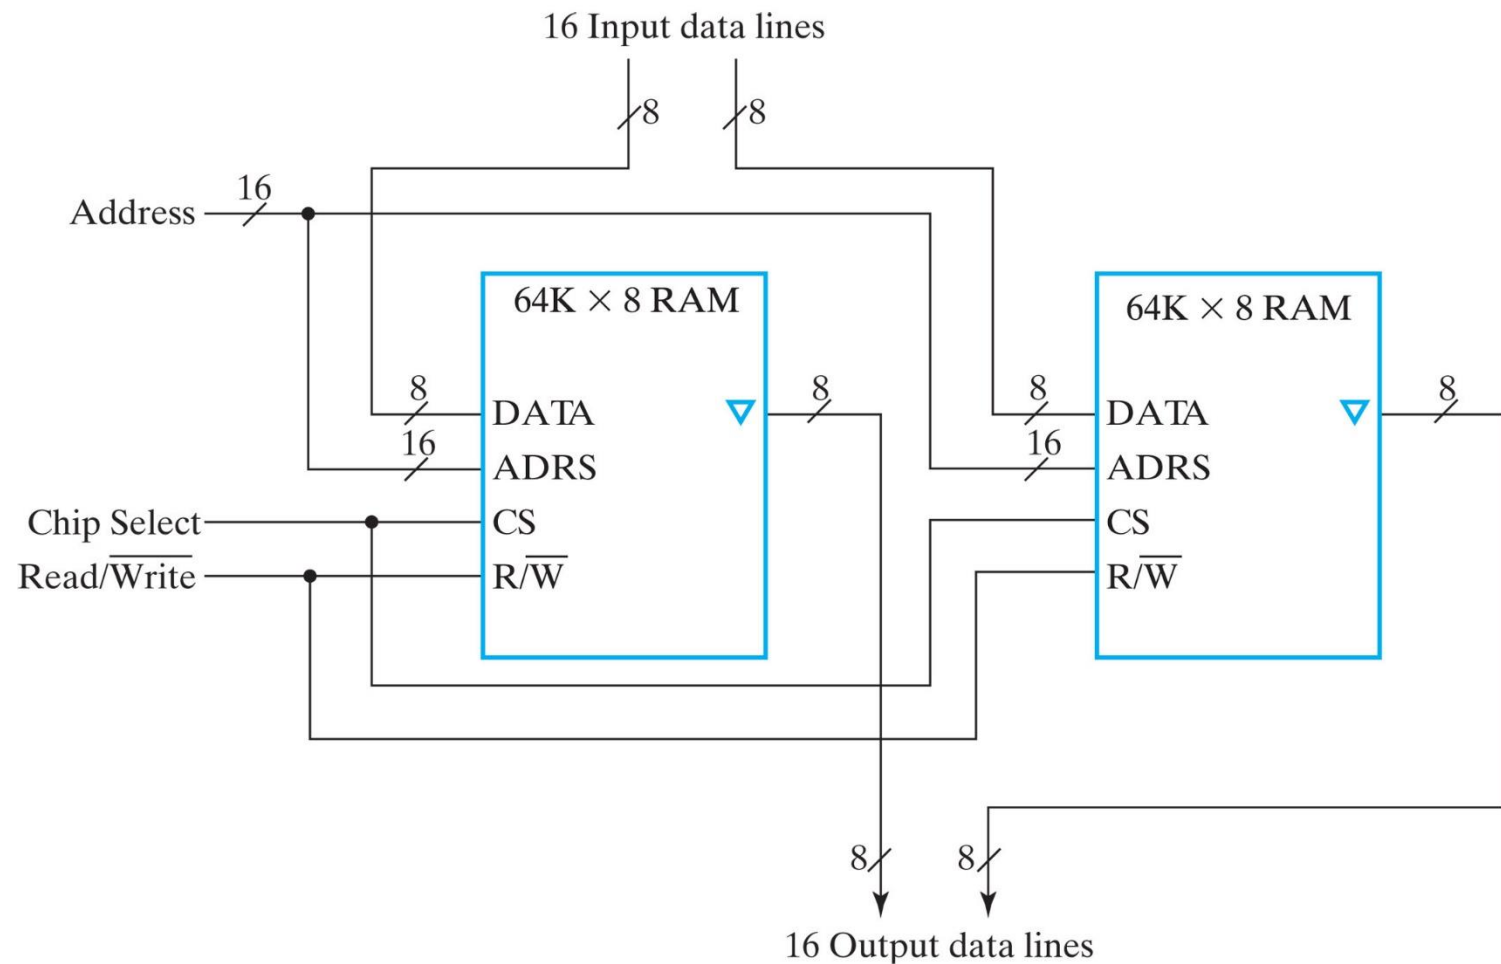 16 Input data lines
8
8
16
Address
64K × 8 RAM
64K × 8 RAM
8
DATA
8
8
DATA
8
16
ADRS
16
ADRS
Chip Select
CS
CS
Read/W̅r̅i̅t̅e̅
R/W̅
R/W̅
8
8
16 Output data lines